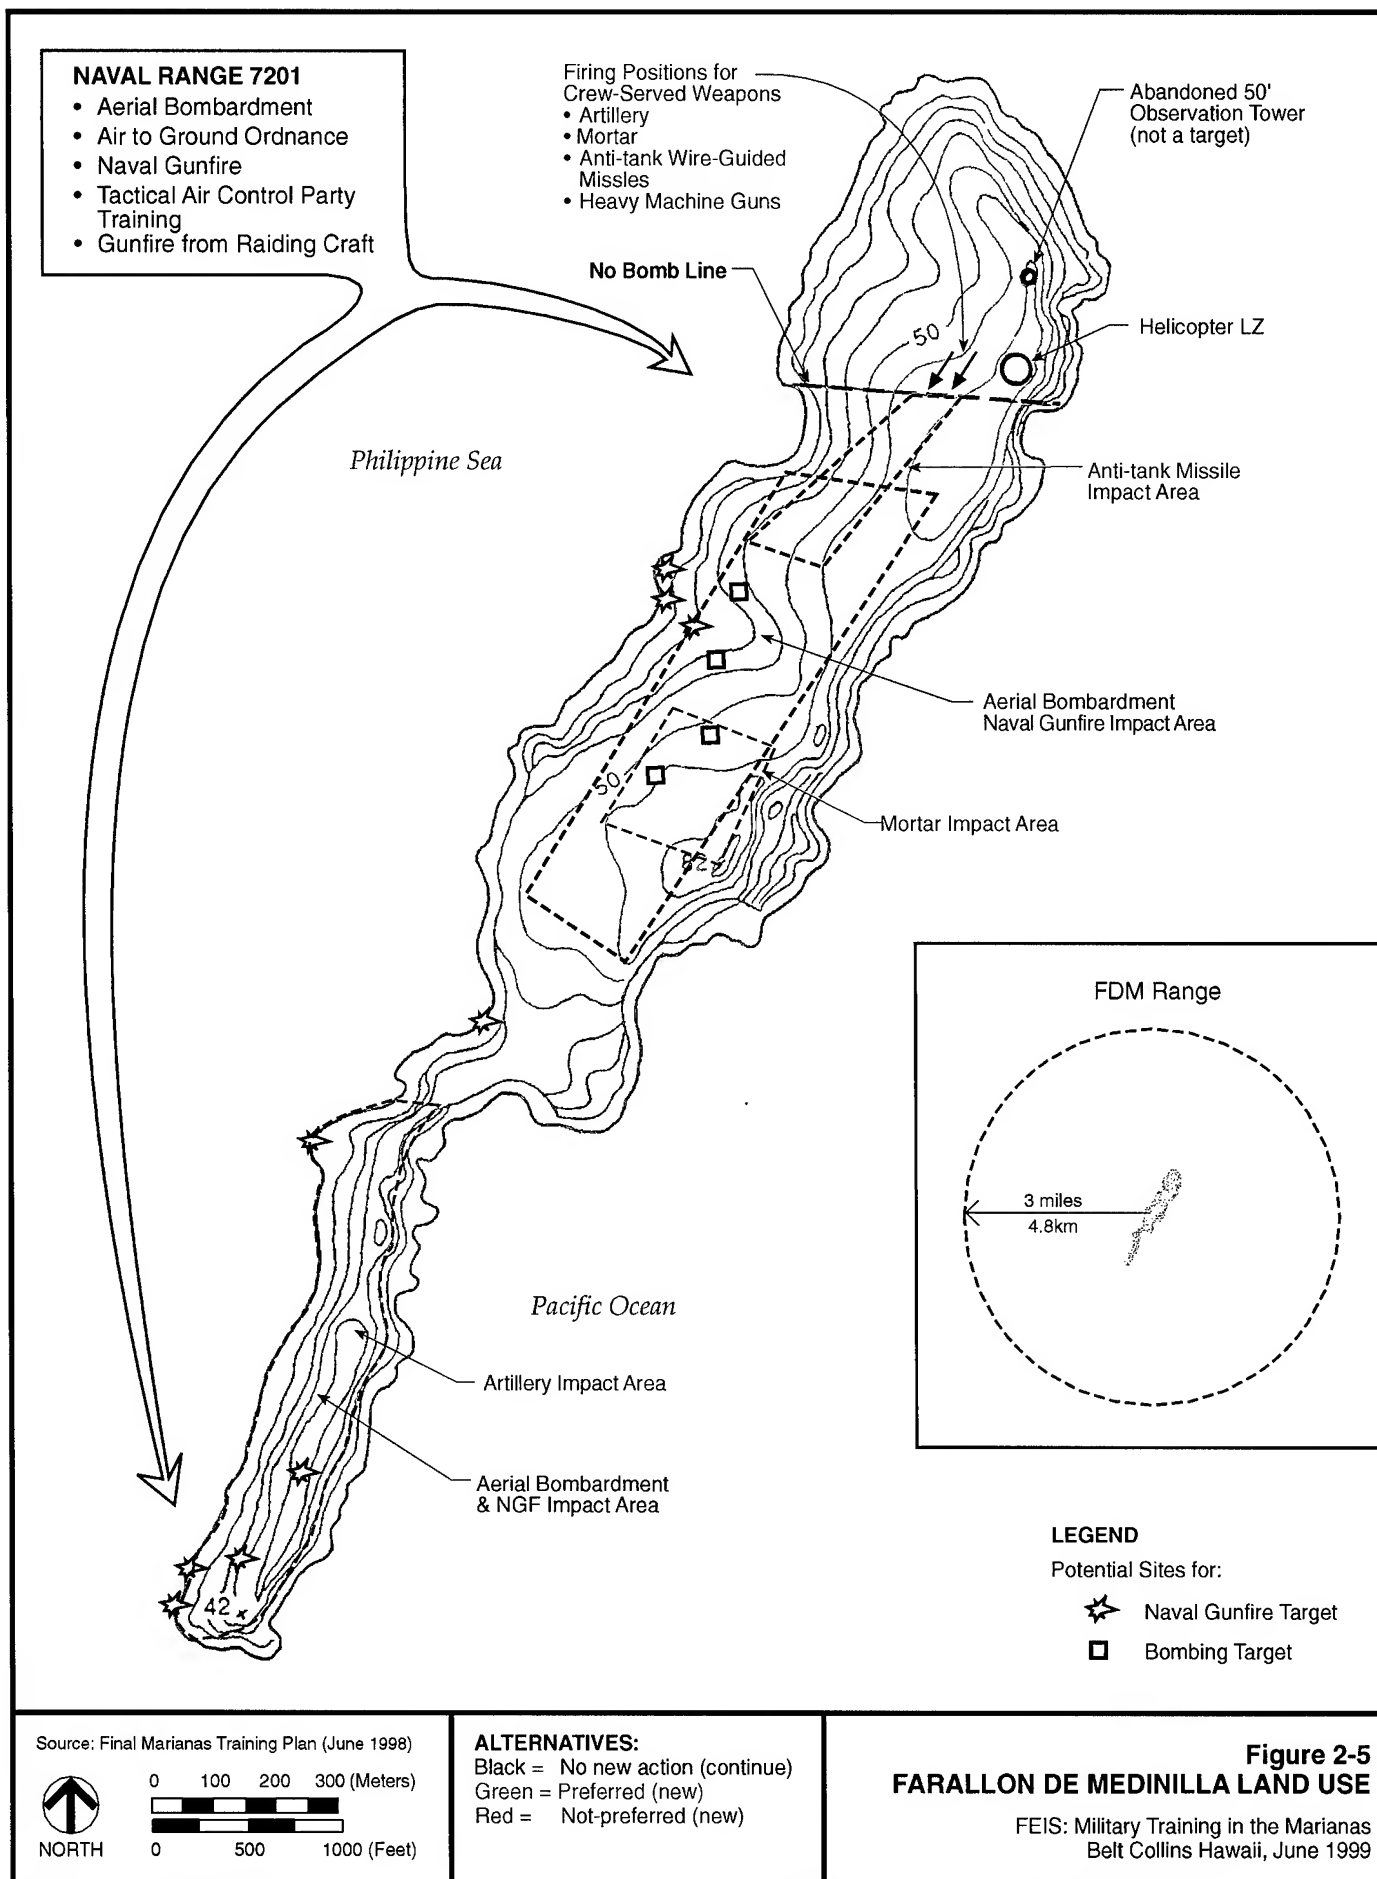 NAVAL RANGE 7201
• Aerial Bombardment
• Air to Ground Ordnance
• Naval Gunfire
• Tactical Air Control Party
Training
• Gunfire from Raiding Craft
Firing Positions for
Crew-Served Weapons
• Artillery
• Mortar
• Anti-tank Wire-Guided
Missles
• Heavy Machine Guns
Abandoned 50'
Observation Tower
(not a target)
No Bomb Line
50
Helicopter LZ
Philippine Sea
Anti-tank Missile
Impact Area
Aerial Bombardment
Naval Gunfire Impact Area
50
Mortar Impact Area
82
FDM Range
3 miles
4.8km
Pacific Ocean
Artillery Impact Area
Aerial Bombardment
& NGF Impact Area
42 x
LEGEND
Potential Sites for:
Naval Gunfire Target
Bombing Target
Source: Final Marianas Training Plan (June 1998)
NORTH
0 100 200 300 (Meters)
0 500 1000 (Feet)
ALTERNATIVES:
Black = No new action (continue)
Green = Preferred (new)
Red = Not-preferred (new)
Figure 2-5
FARALLON DE MEDINILLA LAND USE
FEIS: Military Training in the Marianas
Belt Collins Hawaii, June 1999